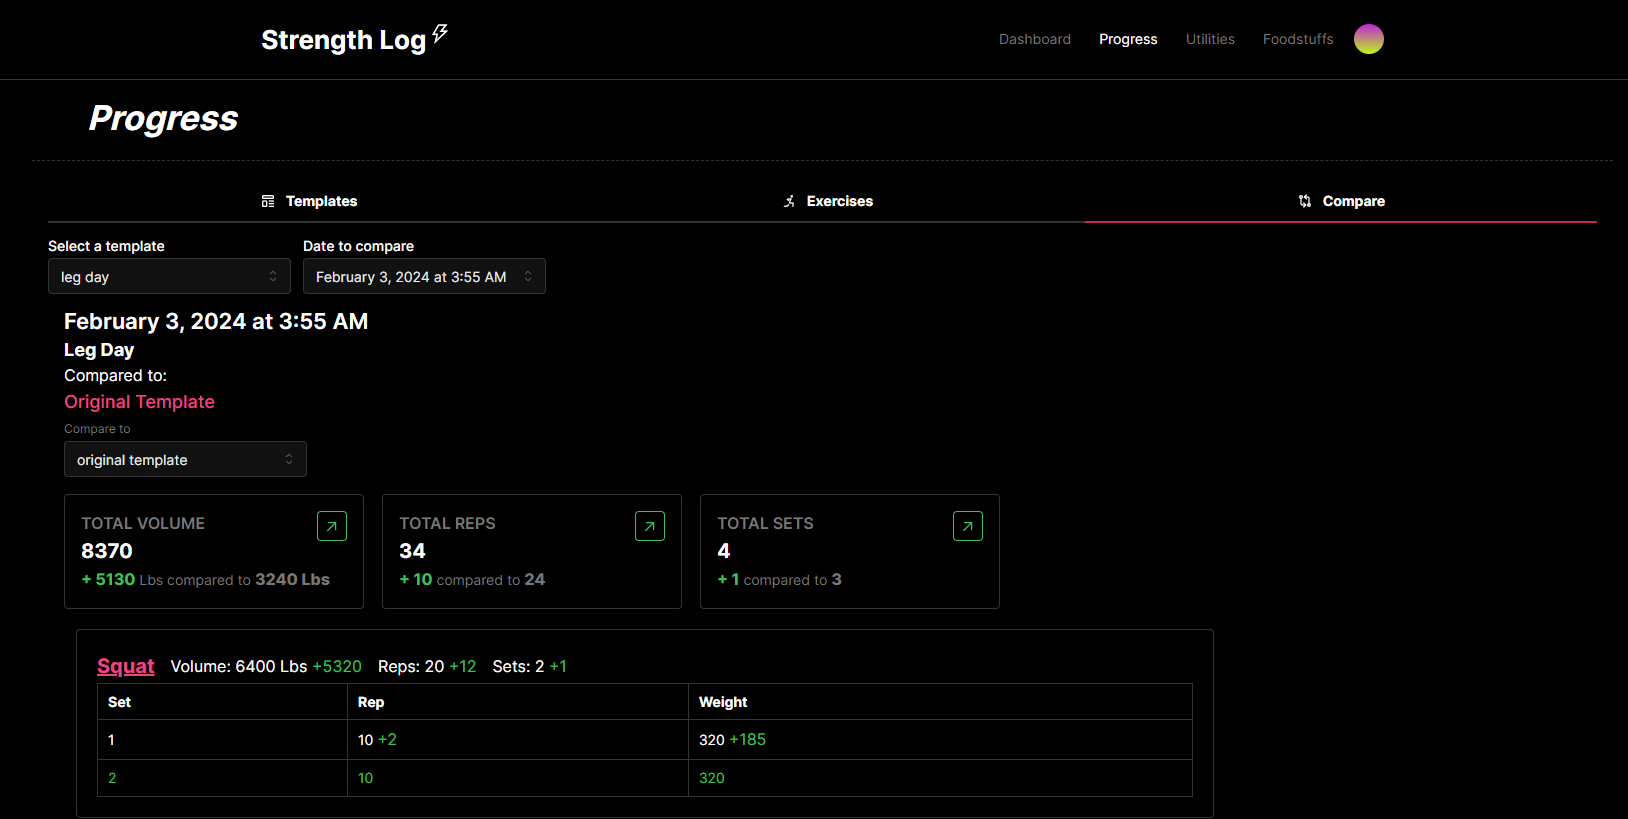 Strength Log
Dashboard Progress Utilities Foodstuffs
Progress
Templates Exercises Compare
Select a template Date to compare
leg day February 3, 2024 at 3:55 AM
February 3, 2024 at 3:55 AM
Leg Day
Compared to:
Original Template
Compare to
original template
TOTAL VOLUME TOTAL REPS TOTAL SETS
8370 34 4
+ 5130 Lbs compared to 3240 Lbs + 10 compared to 24 + 1 compared to 3
Squat Volume: 6400 Lbs +5320 Reps: 20 +12 Sets: 2 +1
Set Rep Weight
1 10 +2 320 +185
2 10 320